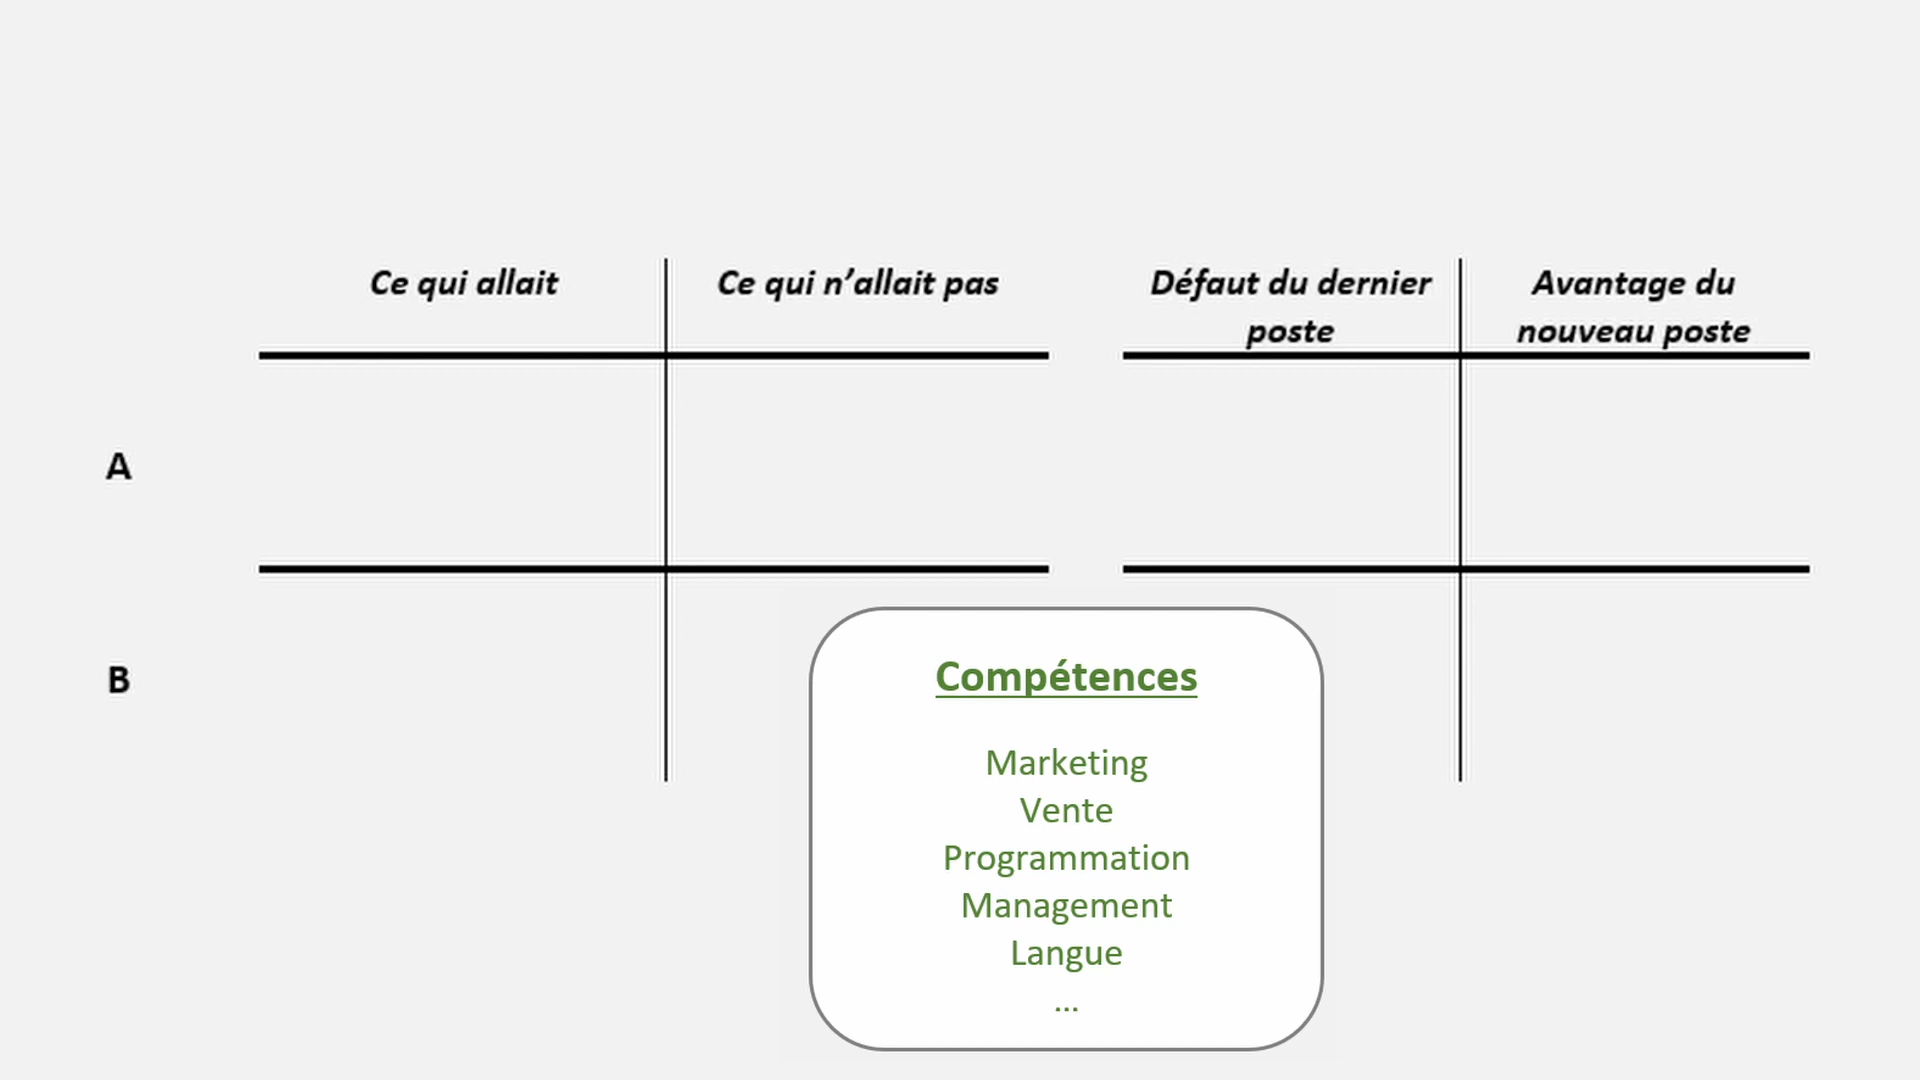 Ce qui allait
Ce qui n’allait pas
Défaut du dernier
poste
Avantage du
nouveau poste
A
B
Compétences
Marketing
Vente
Programmation
Management
Langue
...